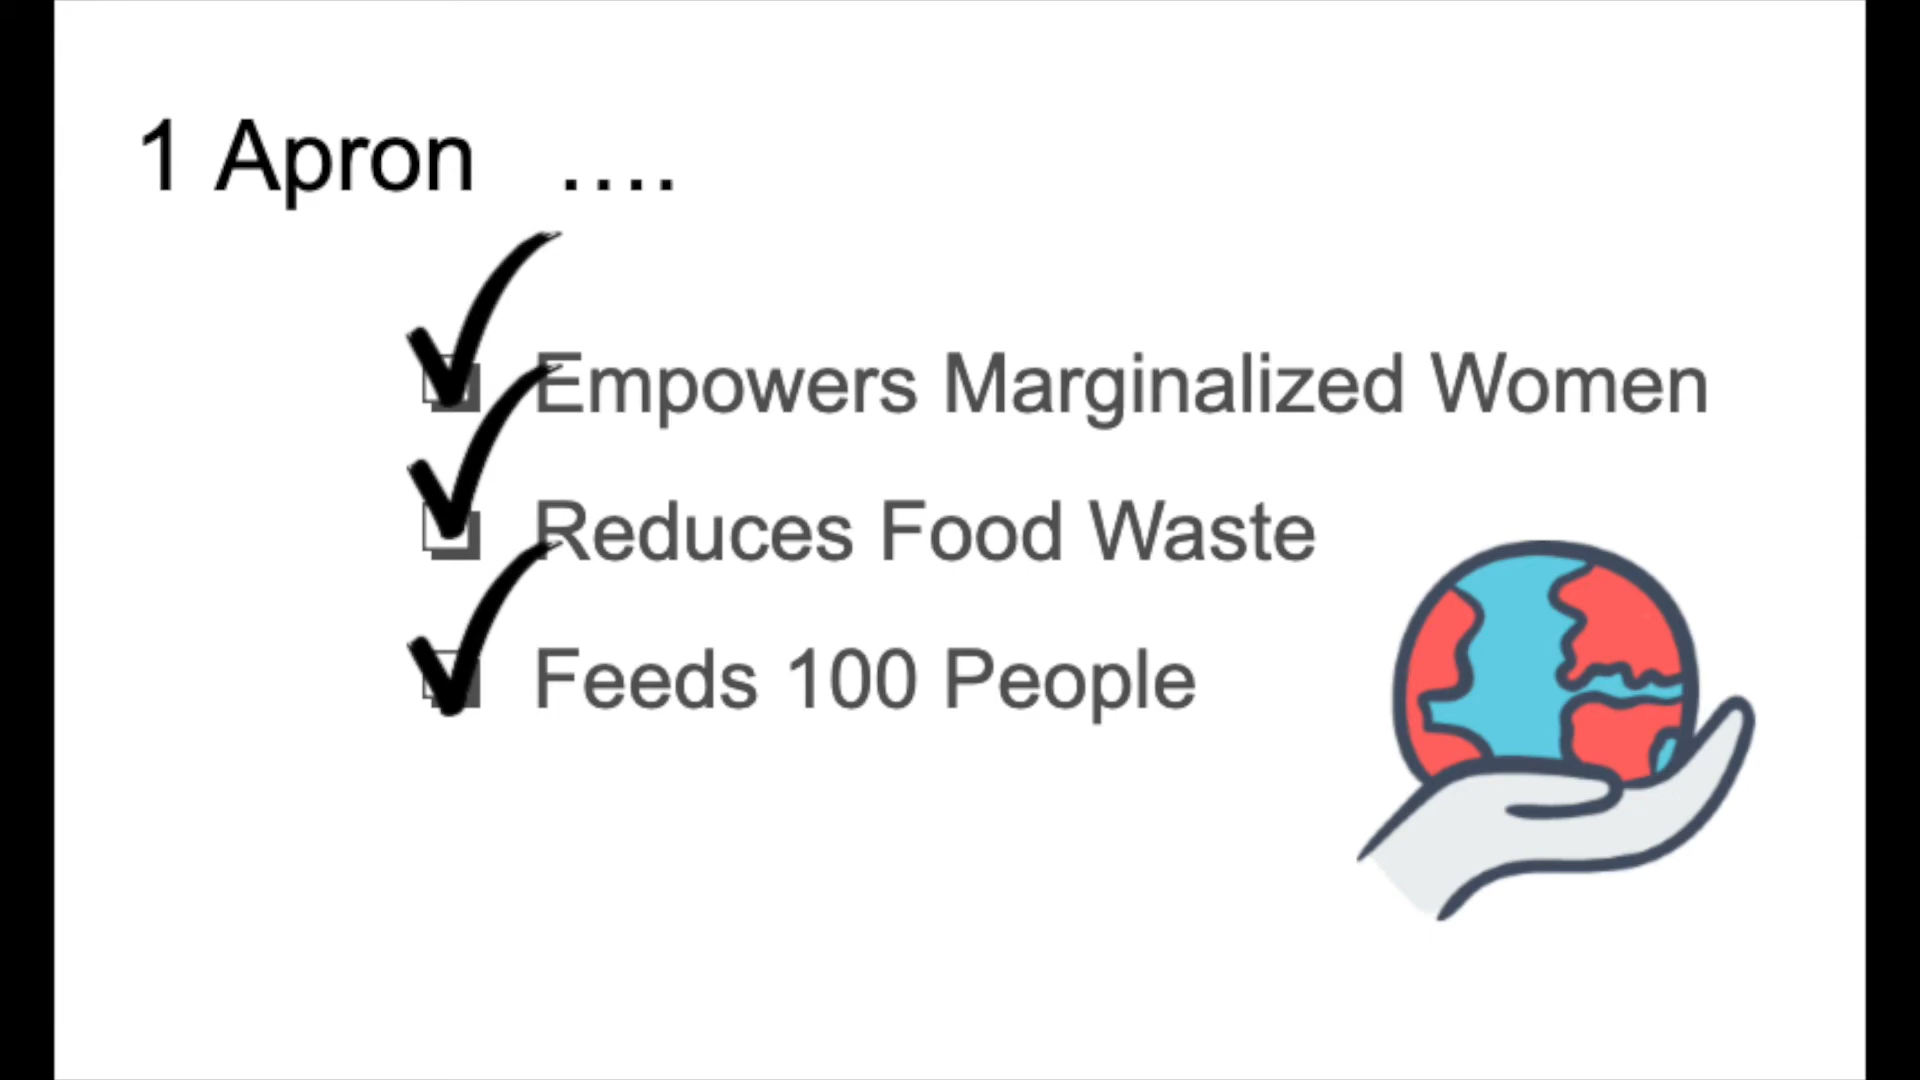 1 Apron ....
Empowers Marginalized Women
Reduces Food Waste
Feeds 100 People